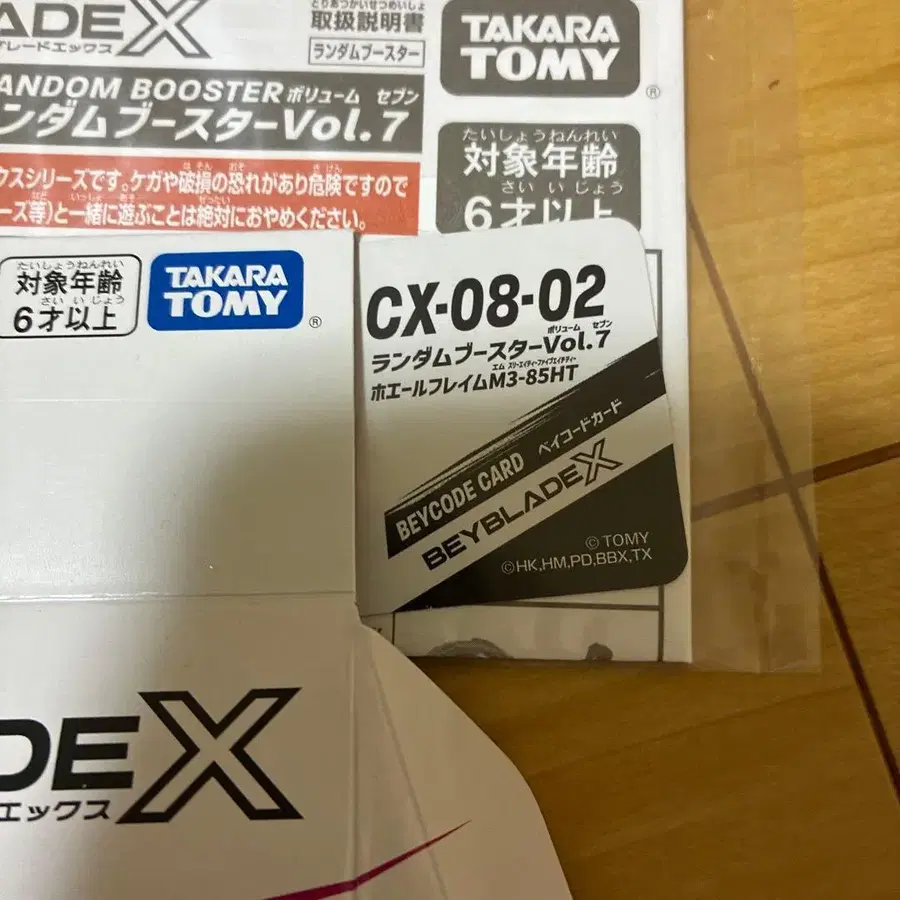 ADEX
ブレードエックス
とりあつかいせつめいしょ
取扱説明書
ランダムブースター
TAKARA
TOMY
®
ANDOM BOOSTER ボリューム セブン
ンダムブースターVol.7
クスシリーズです。ケガや破損の恐れがあり危険ですので
ーズ等)と一緒に遊ぶことは絶対におやめください。
たいしょうねんれい
対象年齢
さい い じょう
6才以上
たいしょうねんれい
対象年齢
さい い じょう
6才以上
TAKARA
TOMY
®
CX-08-02
ボリューム セブン
ランダムブースターVol.7
エム スリーエイティーファイブエイチティー
ホエールフレイムM3-85HT
BEYCODE CARD ベイコードカード
BEYBLADE X
©TOMY
©HK,HM,PD,BBX,TX
DEX
エックス